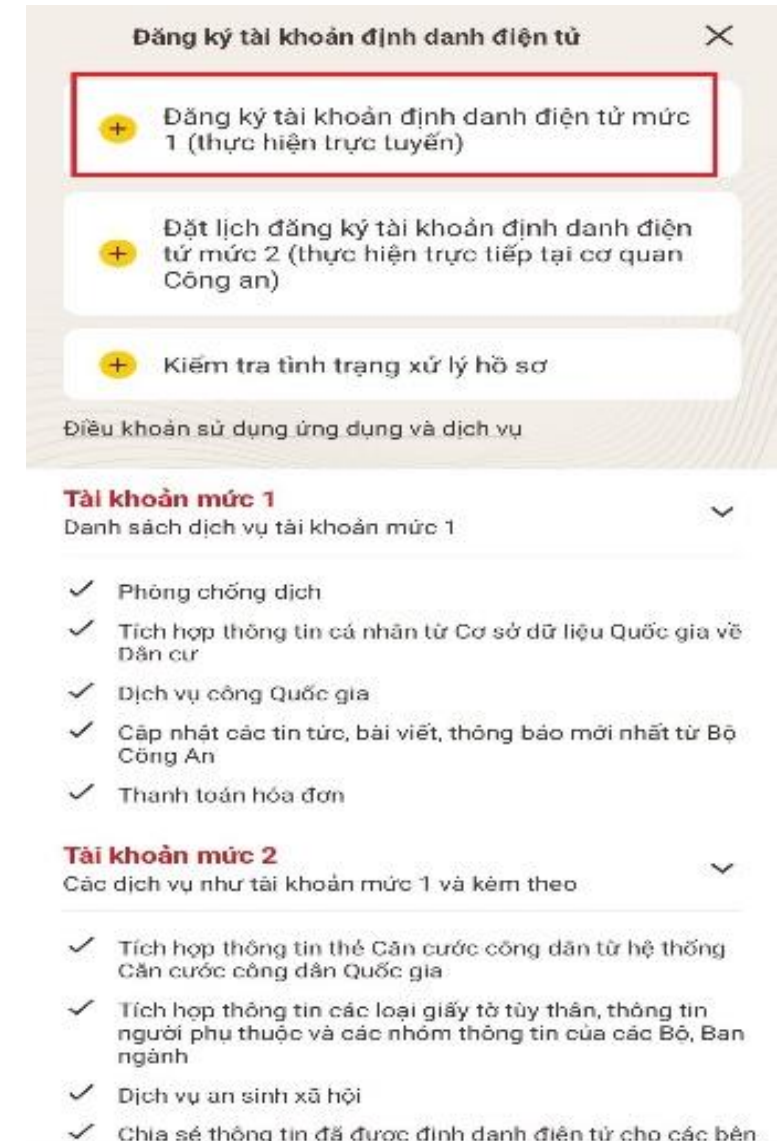 Đăng ký tài khoản định danh điện tử
Đăng ký tài khoản định danh điện tử mức
1 (thực hiện trực tuyến)
Đặt lịch đăng ký tài khoản định danh điện
tử mức 2 (thực hiện trực tiếp tại cơ quan
Công an)
Kiểm tra tình trạng xử lý hồ sơ
Điều khoản sử dụng ứng dụng và dịch vụ
Tài khoản mức 1
Danh sách dịch vụ tài khoản mức 1
Phòng chống dịch
Tích hợp thông tin cá nhân từ Cơ sở dữ liệu Quốc gia về
Dân cư
Dịch vụ công Quốc gia
Cập nhật các tin tức, bài viết, thông báo mới nhất từ Bộ
Công An
Thanh toán hóa đơn
Tài khoản mức 2
Các dịch vụ như tài khoản mức 1 và kèm theo
Tích hợp thông tin thẻ Căn cước công dân từ hệ thống
Căn cước công dân Quốc gia
Tích hợp thông tin các loại giấy tờ tùy thân, thông tin
người phụ thuộc và các nhóm thông tin của các Bộ, Ban
ngành
Dịch vụ an sinh xã hội
Chia sẻ thông tin đã được định danh điện tử cho các bên